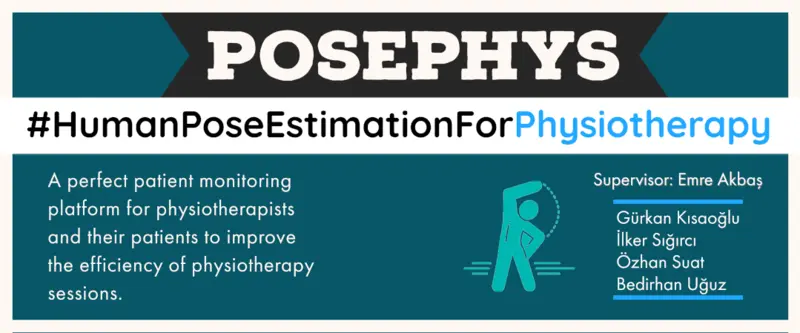 POSEPHYS
#HumanPoseEstimationForPhysiotherapy
A perfect patient monitoring
platform for physiotherapists
and their patients to improve
the efficiency of physiotherapy
sessions.
Supervisor: Emre Akbaş
Gürkan Kısaoğlu
İlker Sığırcı
Özhan Suat
Bedirhan Uğuz